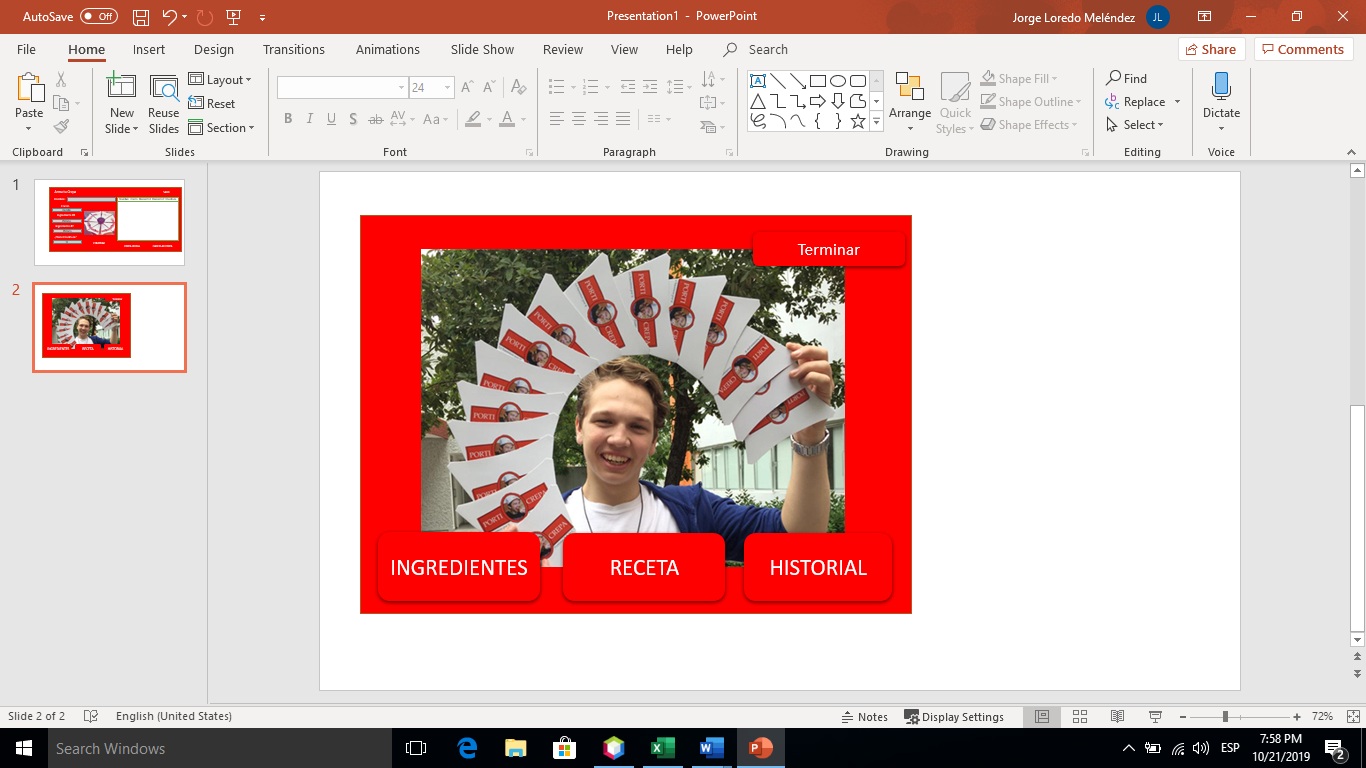 AutoSave Off
Presentation1 - PowerPoint
Jorge Loredo Meléndez JL
File Home Insert Design Transitions Animations Slide Show Review View Help Search
Share Comments
Paste
New Slide
Reuse Slides
Layout
Reset
Section
24
B I U S ab AV Aa A
Arrange
Quick Styles
Shape Fill
Shape Outline
Shape Effects
Find
Replace
Select
Dictate
Clipboard Slides Font Paragraph Drawing Editing Voice
1
2
Terminar
PORTI CREPA
INGREDIENTES RECETA HISTORIAL
Slide 2 of 2 English (United States) Notes Display Settings 72%
Search Windows
ESP
7:58 PM
10/21/2019
2